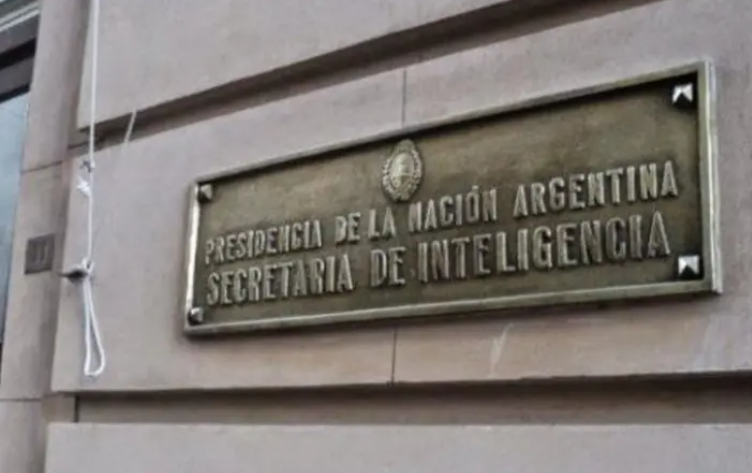 PRESIDENCIA DE LA NACIÓN ARGENTINA
SECRETARIA DE INTELIGENCIA